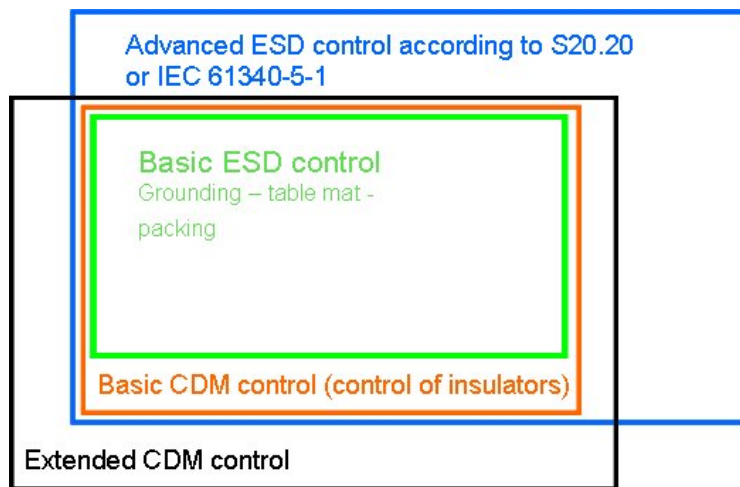 Advanced ESD control according to S20.20
or IEC 61340-5-1
Basic ESD control
Grounding – table mat -
packing
Basic CDM control (control of insulators)
Extended CDM control